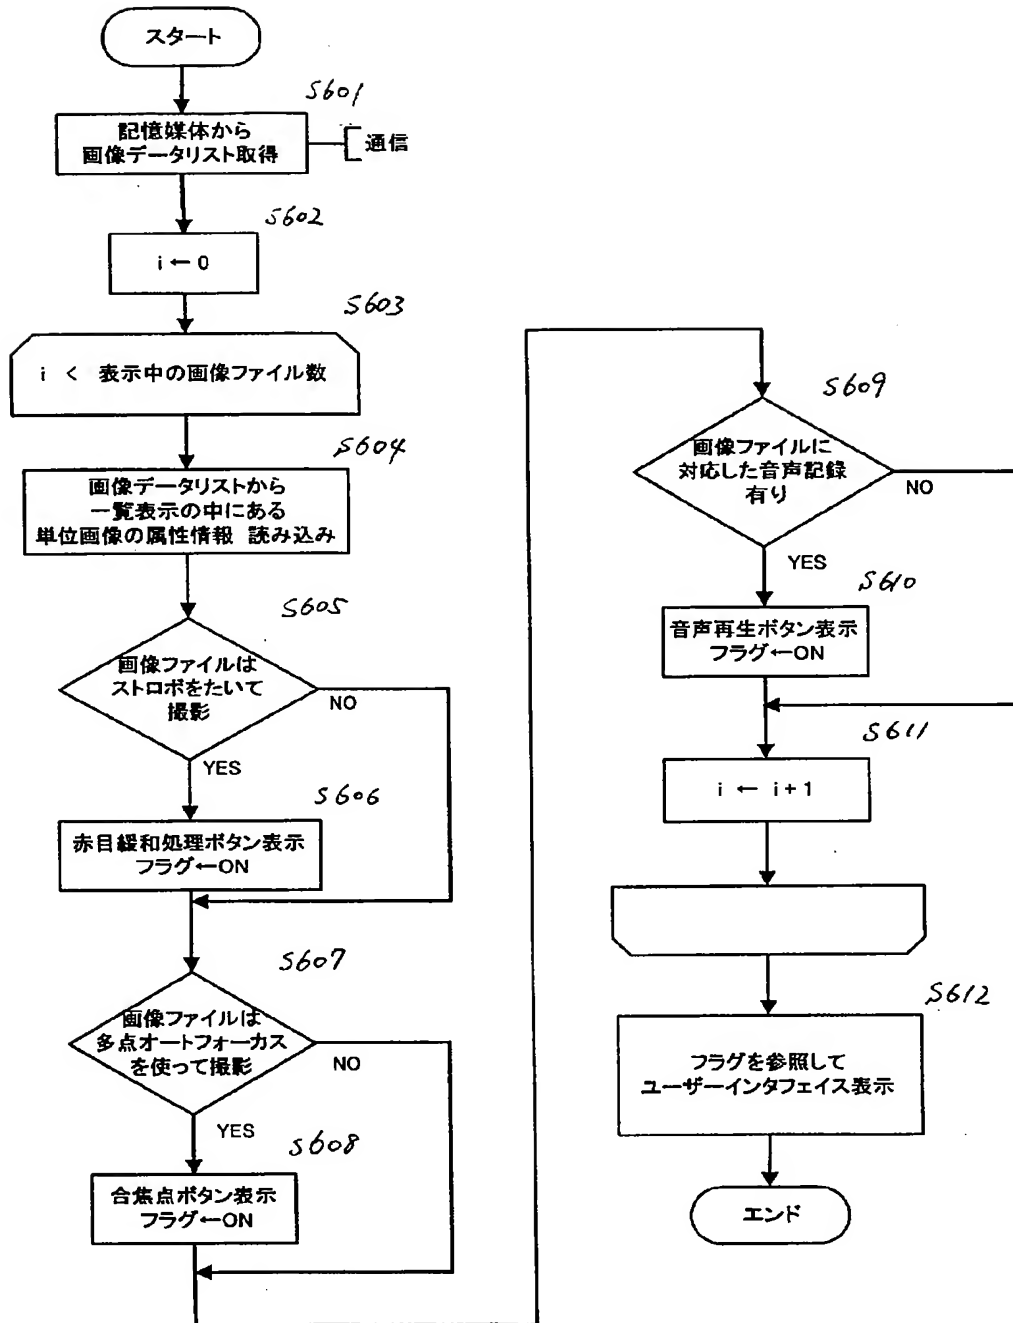 スタート
S601
記憶媒体から
画像データリスト取得
通信
S602
i ← 0
S603
i < 表示中の画像ファイル数
S604
画像データリストから
一覧表示の中にある
単位画像の属性情報 読み込み
S605
画像ファイルは
ストロボをたいて
撮影
NO
YES
S606
赤目緩和処理ボタン表示
フラグ←ON
S607
画像ファイルは
多点オートフォーカス
を使って撮影
NO
YES
S608
合焦点ボタン表示
フラグ←ON
S609
画像ファイルに
対応した音声記録
有り
NO
YES
S610
音声再生ボタン表示
フラグ←ON
S611
i ← i+1
S612
フラグを参照して
ユーザーインタフェイス表示
エンド